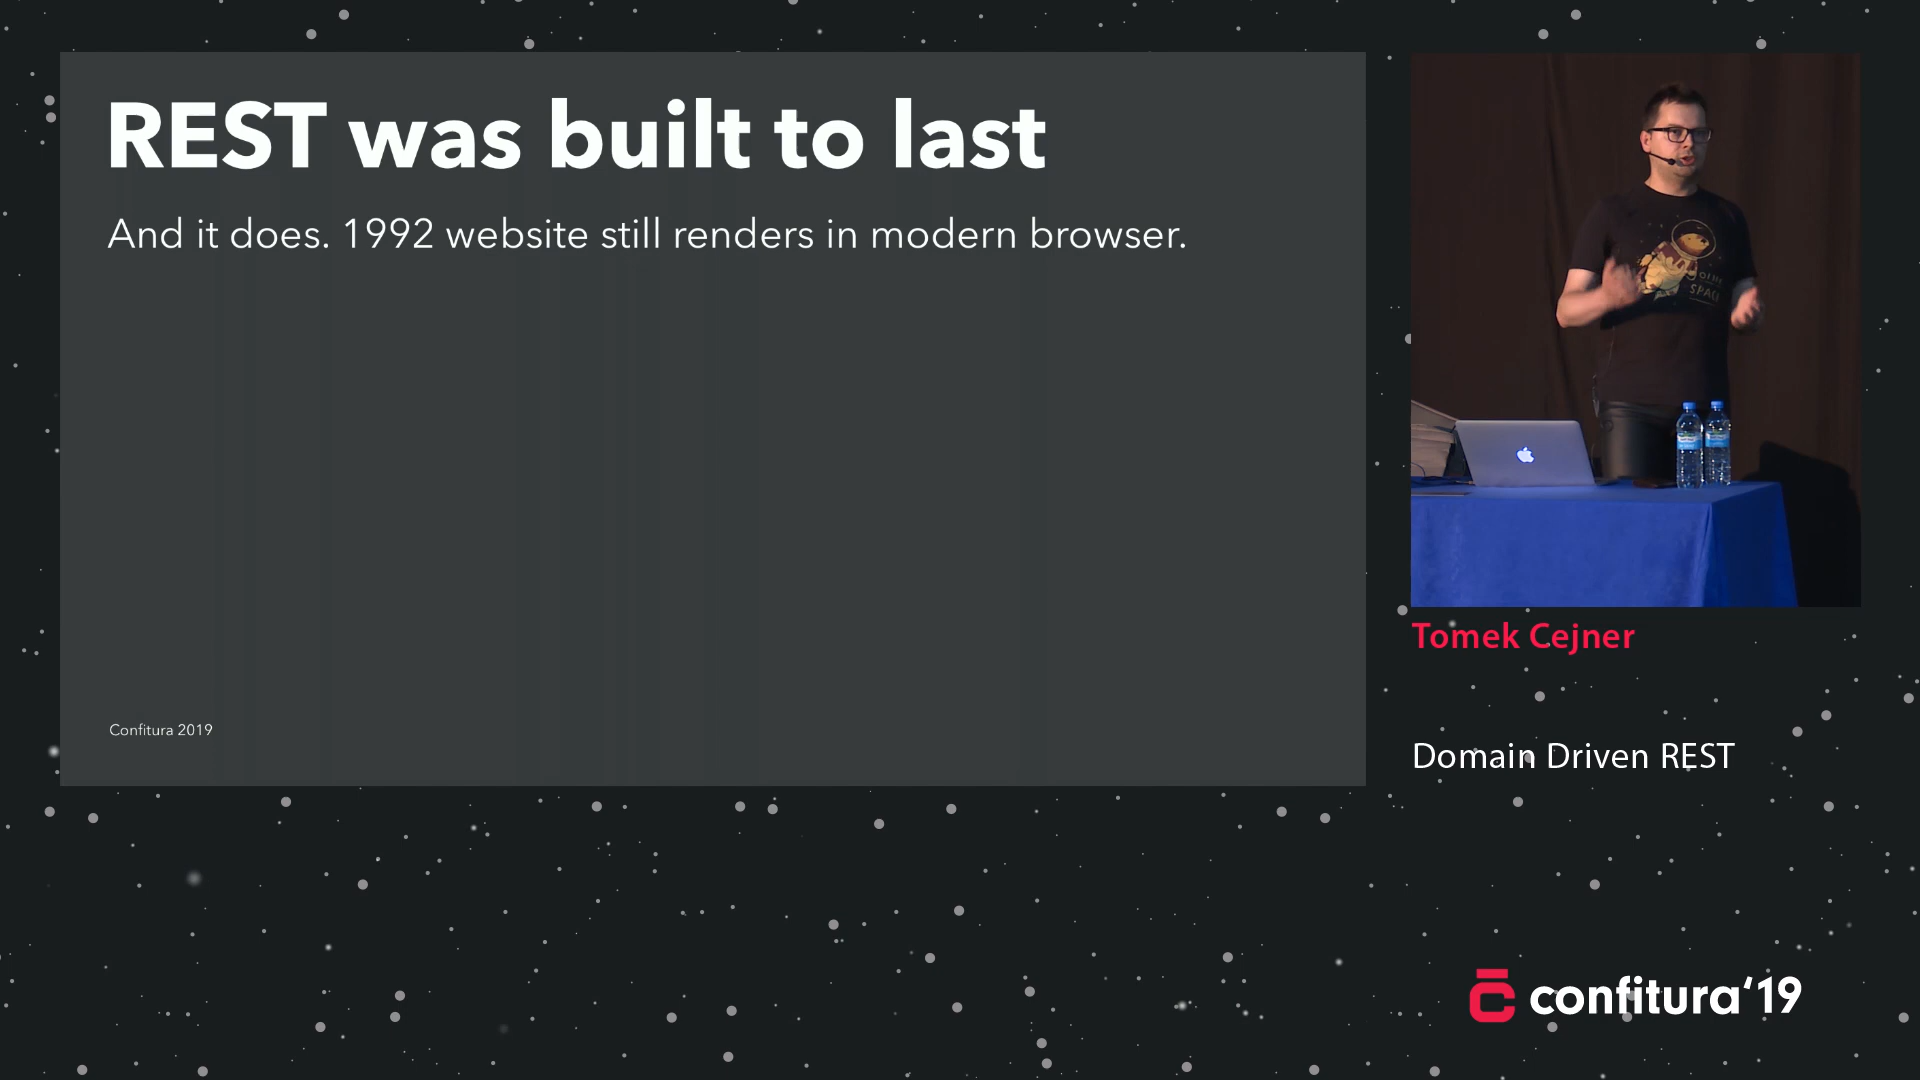 REST was built to last
And it does. 1992 website still renders in modern browser.
Confitura 2019
SPACE
Tomek Cejner
Domain Driven REST
confitura‘19